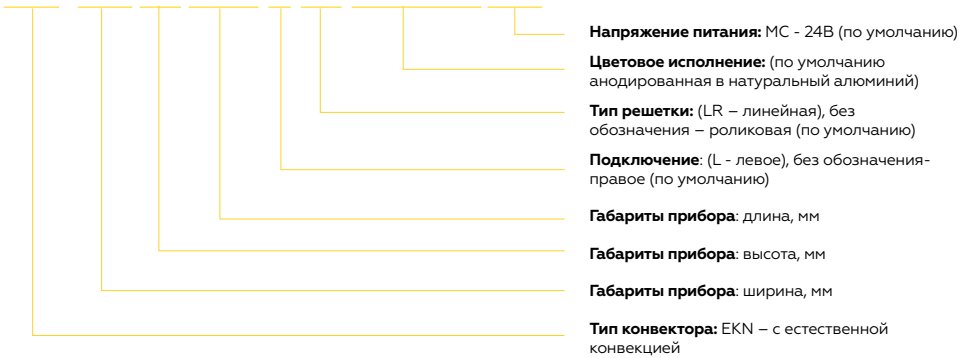 Напряжение питания: МС - 24В (по умолчанию)
Цветовое исполнение: (по умолчанию
анодированная в натуральный алюминий)
Тип решетки: (LR – линейная), без
обозначения – роликовая (по умолчанию)
Подключение: (L - левое), без обозначения-
правое (по умолчанию)
Габариты прибора: длина, мм
Габариты прибора: высота, мм
Габариты прибора: ширина, мм
Тип конвектора: EKN – с естественной
конвекцией